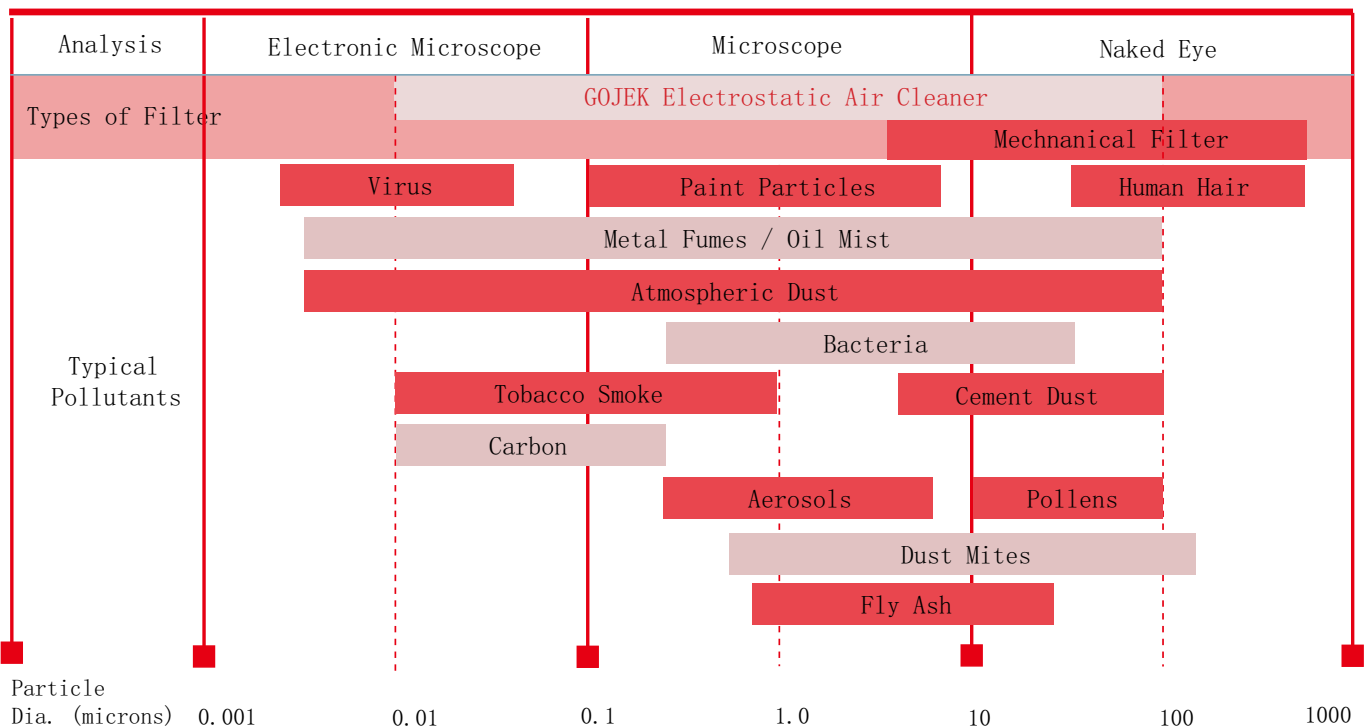 Analysis
Electronic Microscope
Microscope
Naked Eye
Types of Filter
GOJEK Electrostatic Air Cleaner
Mechnanical Filter
Virus
Paint Particles
Human Hair
Metal Fumes / Oil Mist
Atmospheric Dust
Bacteria
Typical
Pollutants
Tobacco Smoke
Cement Dust
Carbon
Aerosols
Pollens
Dust Mites
Fly Ash
Particle
Dia. (microns)
0.001
0.01
0.1
1.0
10
100
1000